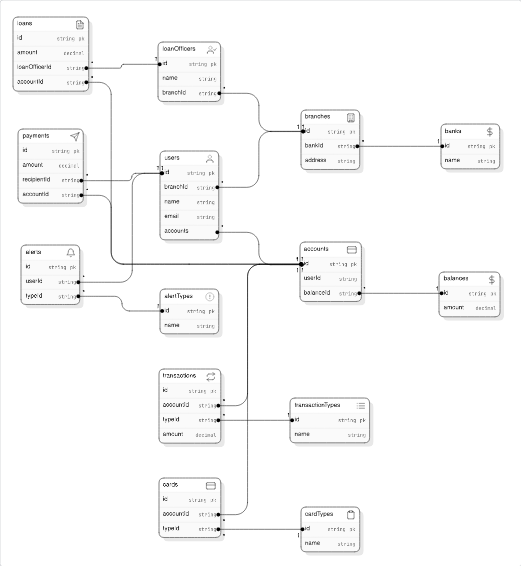 loans
id string pk
amount decimal
loanOfficerId string
accountId string
loanOfficers
id string pk
name string
branchId string
branches
id string pk
bankId string
address string
banks
id string pk
name string
payments
id string pk
amount decimal
recipientId string
accountId string
users
id string pk
branchId string
name string
email string
accounts string
alerts
id string pk
userId string
typeId string
alertTypes
id string pk
name string
accounts
id string pk
userId string
balanceId string
balances
id string pk
amount decimal
transactions
id string pk
accountId string
typeId string
amount decimal
transactionTypes
id string pk
name string
cards
id string pk
accountId string
typeId string
cardTypes
id string pk
name string